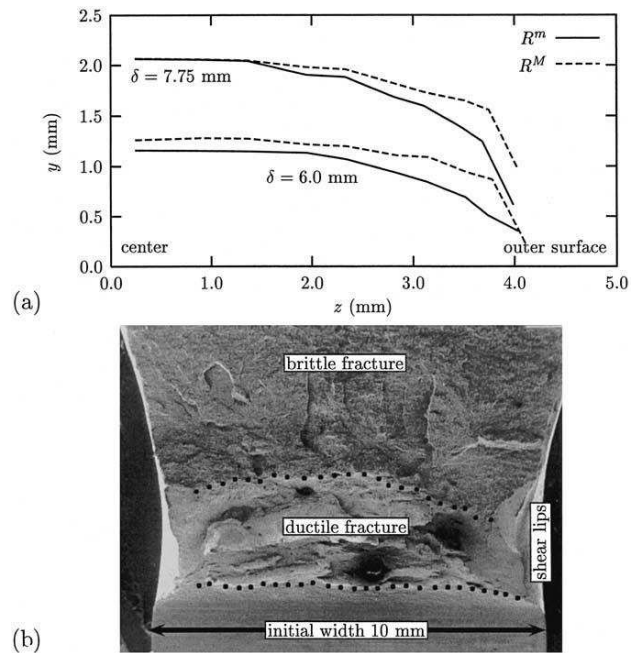 2.5
2.0
1.5
1.0
0.5
0.0
y (mm)
R^m
R^M
δ = 7.75 mm
δ = 6.0 mm
center
outer surface
0.0 1.0 2.0 3.0 4.0 5.0
z (mm)
(a)
brittle fracture
ductile fracture
shear lips
initial width 10 mm
(b)